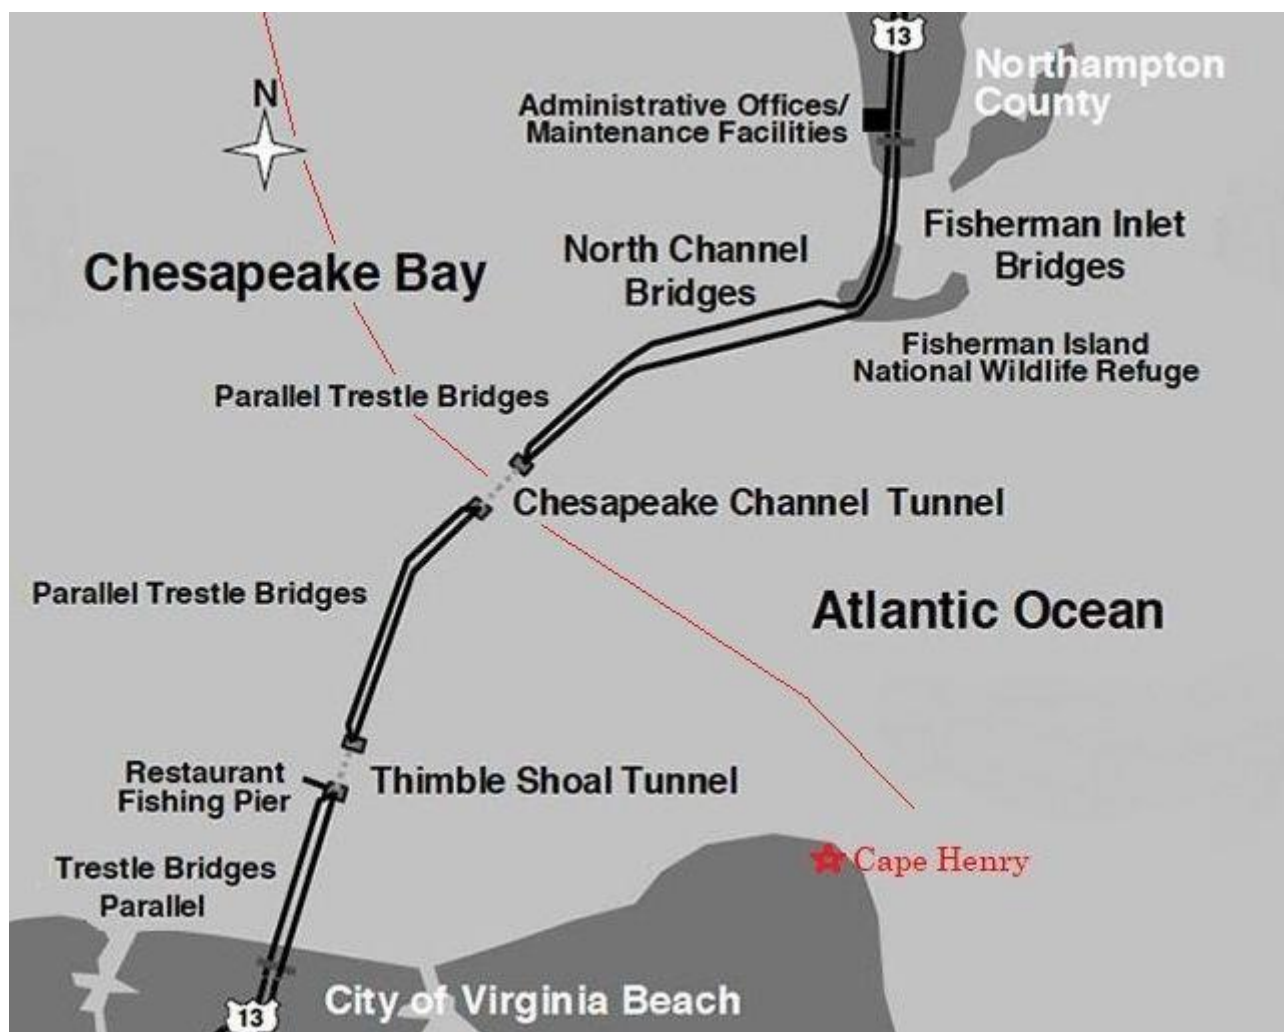 13
Northampton
County
N
Administrative Offices/
Maintenance Facilities
Fisherman Inlet
Bridges
North Channel
Bridges
Chesapeake Bay
Fisherman Island
National Wildlife Refuge
Parallel Trestle Bridges
Chesapeake Channel Tunnel
Parallel Trestle Bridges
Atlantic Ocean
Restaurant
Fishing Pier
Thimble Shoal Tunnel
Cape Henry
Trestle Bridges
Parallel
City of Virginia Beach
13